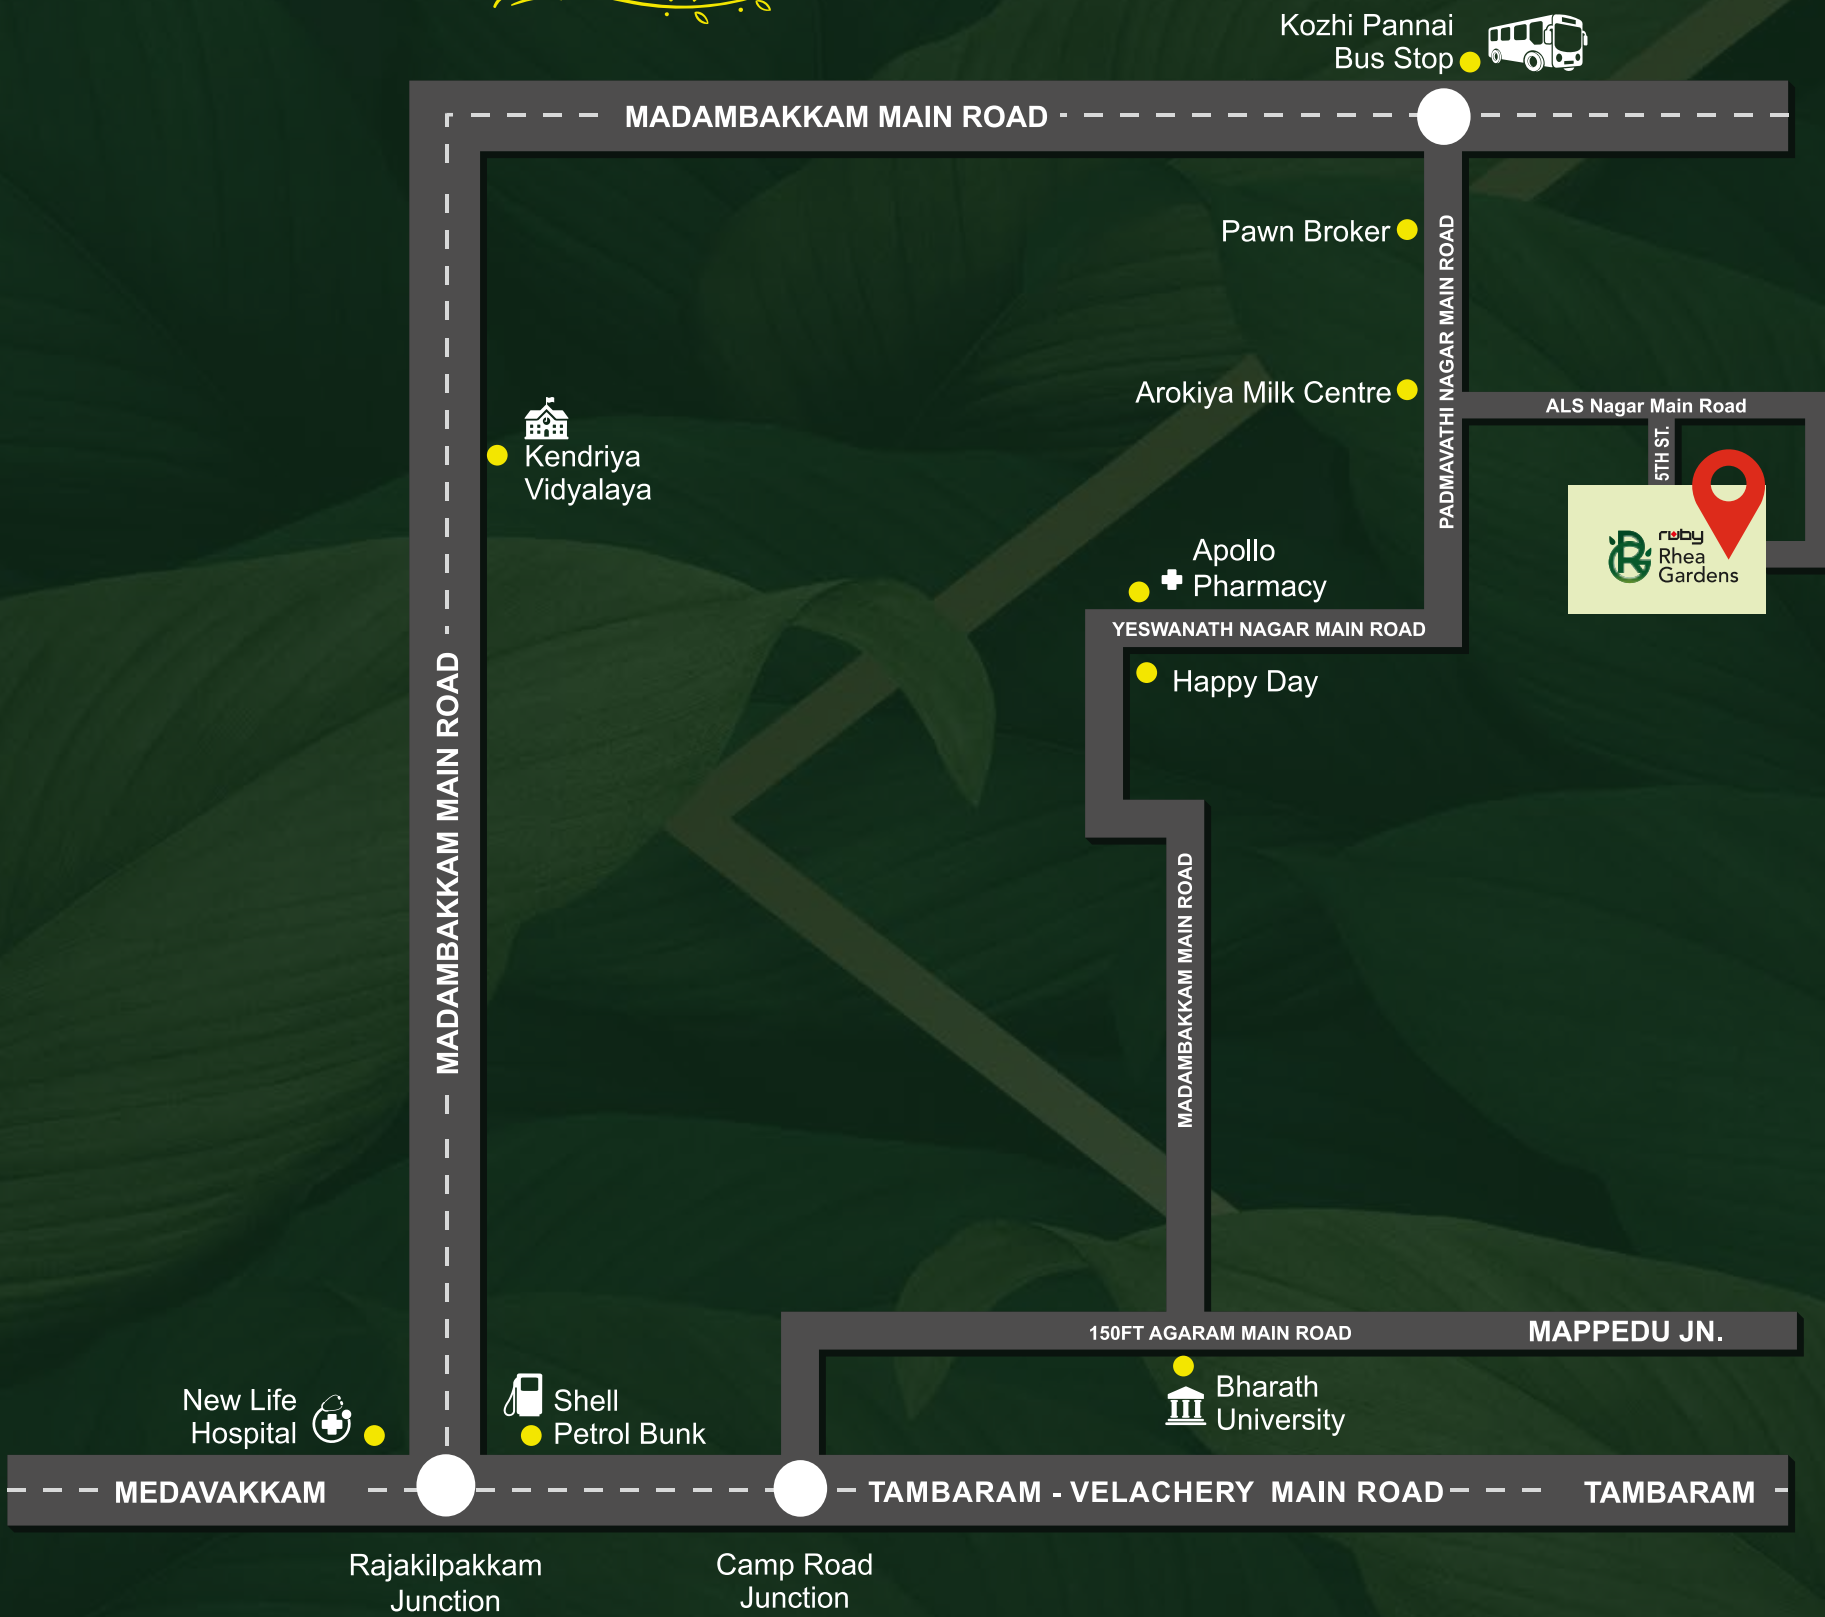 Kozhi Pannai
Bus Stop
MADAMBAKKAM MAIN ROAD
Pawn Broker
PADMAVATHI NAGAR MAIN ROAD
Arokiya Milk Centre
ALS Nagar Main Road
5TH ST.
Kendriya
Vidyalaya
ruby
Rhea
Gardens
Apollo
Pharmacy
YESWANATH NAGAR MAIN ROAD
Happy Day
MADAMBAKKAM MAIN ROAD
MADAMBAKKAM MAIN ROAD
150FT AGARAM MAIN ROAD
MAPPEDU JN.
New Life
Hospital
Shell
Petrol Bunk
Bharath
University
MEDAVAKKAM
TAMBARAM - VELACHERY MAIN ROAD
TAMBARAM
Rajakilpakkam
Junction
Camp Road
Junction